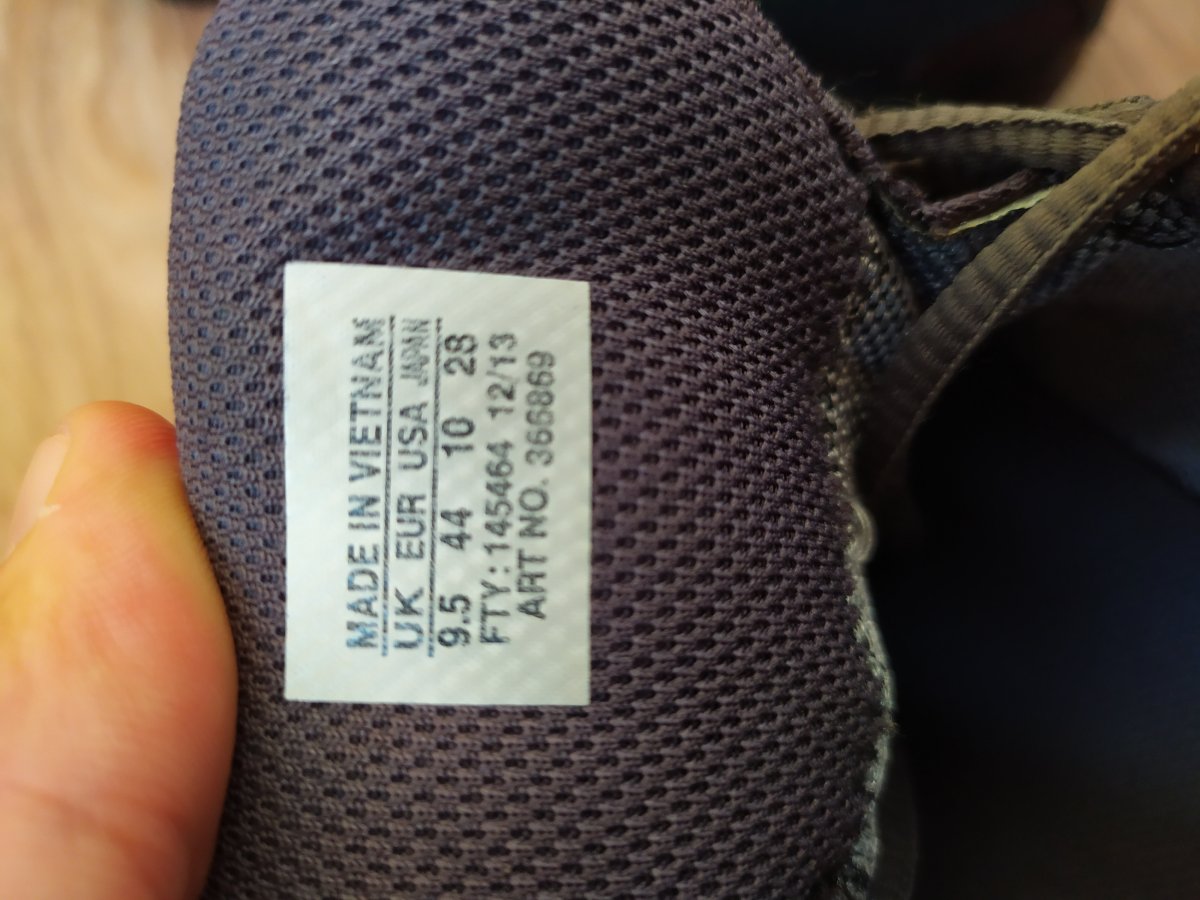 MADE IN VIETNAM
UK EUR USA JAPAN
9.5 44 10 28
FTY: 145464 12/13
ART NO. 366869